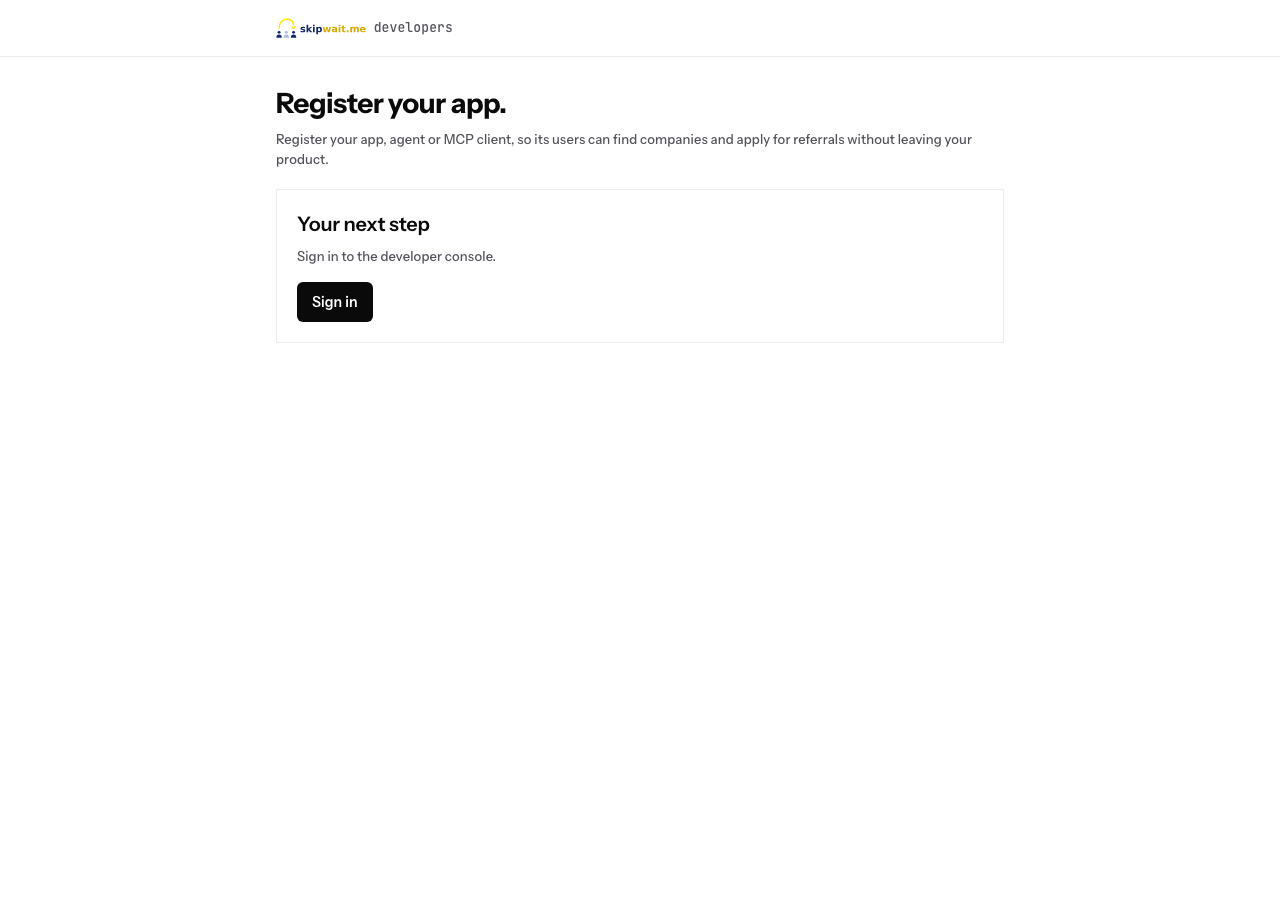 skipwait.me developers
Register your app.
Register your app, agent or MCP client, so its users can find companies and apply for referrals without leaving your
product.
Your next step
Sign in to the developer console.
Sign in